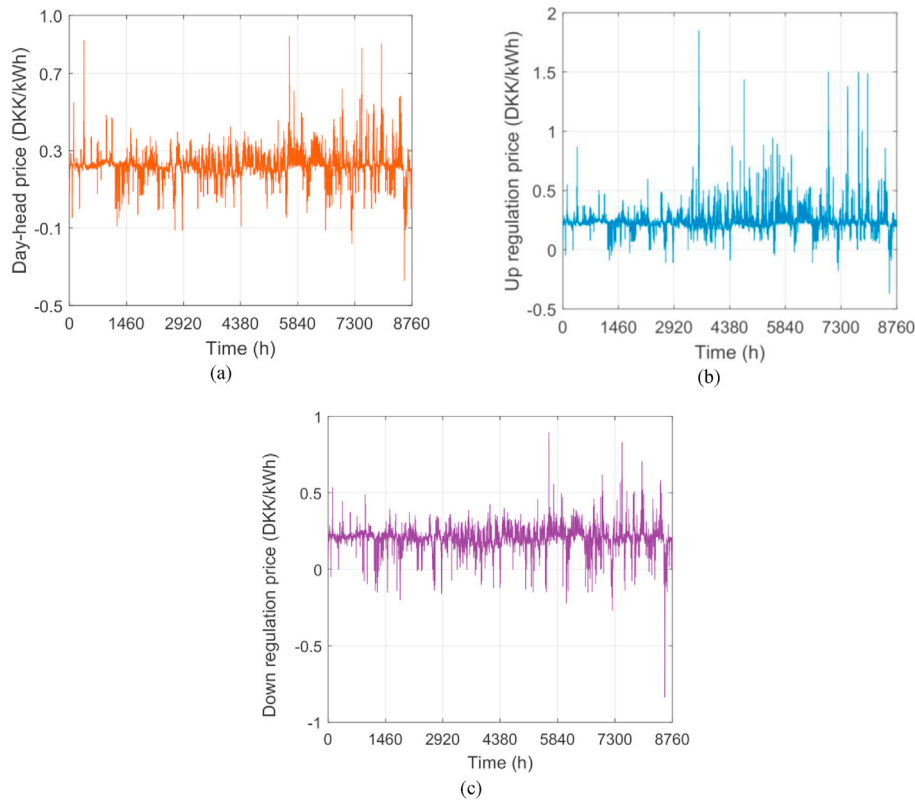 Day-head price (DKK/kWh)
1.0
0.7
0.3
-0.1
-0.5
0 1460 2920 4380 5840 7300 8760
Time (h)
(a)
Up regulation price (DKK/kWh)
2
1.5
1
0.5
0
-0.5
0 1460 2920 4380 5840 7300 8760
Time (h)
(b)
Down regulation price (DKK/kWh)
1
0.5
0
-0.5
-1
0 1460 2920 4380 5840 7300 8760
Time (h)
(c)